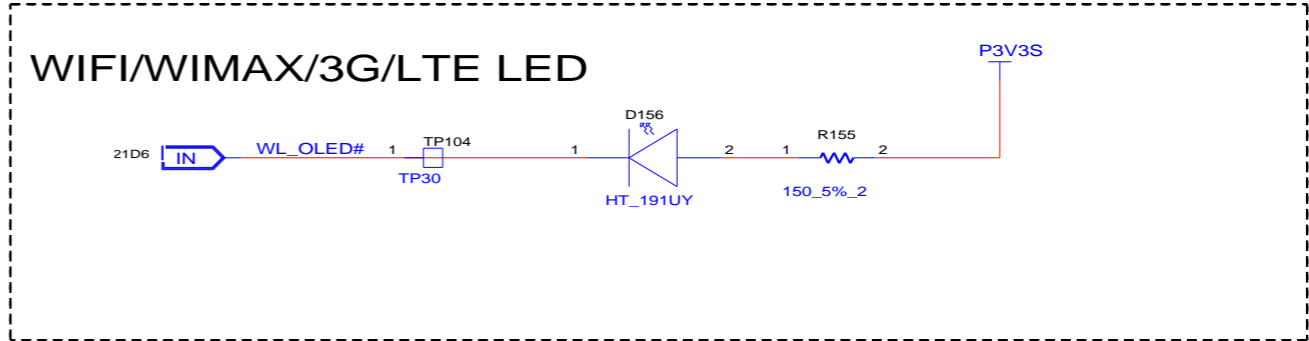 P3V3S
WIFI/WIMAX/3G/LTE LED
D156
R155
21D6 IN WL_OLED# 1 TP104 1 2 1 2
TP30
HT_191UY
150_5%_2